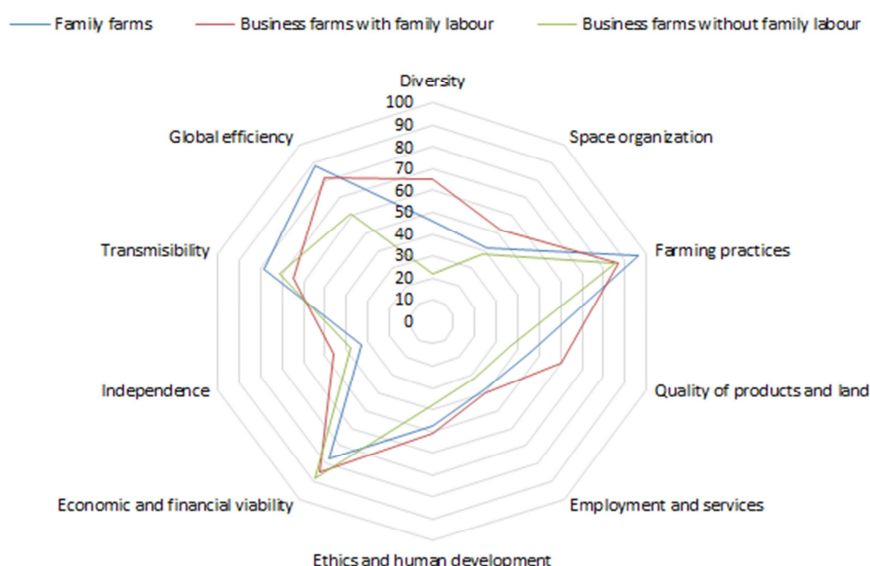 Family farms
Business farms with family labour
Business farms without family labour
Diversity
100
90
80
70
60
50
40
30
20
10
0
Global efficiency
Space organization
Transmisibility
Farming practices
Independence
Quality of products and land
Economic and financial viability
Employment and services
Ethics and human development